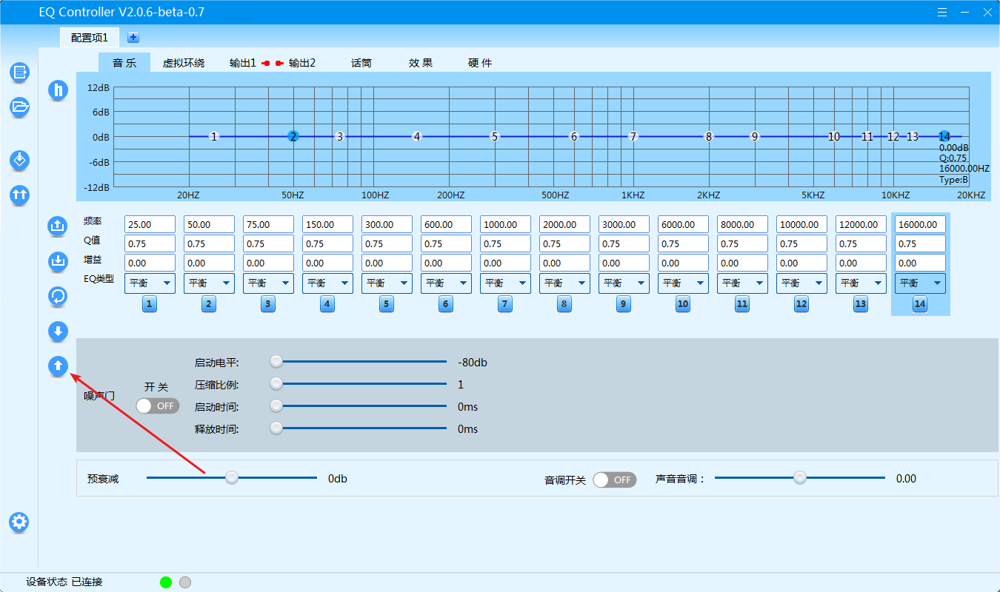 EQ Controller V2.0.6-beta-0.7
配置项1
音乐 虚拟环绕 输出1 输出2 话筒 效果 硬件
h
12dB
6dB
0dB
-6dB
-12dB
1 2 3 4 5 6 7 8 9 10 11 12 13 14
0.00dB
Q:0.75
16000.00HZ
Type:B
20HZ 50HZ 100HZ 200HZ 500HZ 1KHZ 2KHZ 5KHZ 10KHZ 20KHZ
频率 25.00 50.00 75.00 150.00 300.00 600.00 1000.00 2000.00 3000.00 6000.00 8000.00 10000.00 12000.00 16000.00
Q值 0.75 0.75 0.75 0.75 0.75 0.75 0.75 0.75 0.75 0.75 0.75 0.75 0.75 0.75
增益 0.00 0.00 0.00 0.00 0.00 0.00 0.00 0.00 0.00 0.00 0.00 0.00 0.00 0.00
EQ类型 平衡 平衡 平衡 平衡 平衡 平衡 平衡 平衡 平衡 平衡 平衡 平衡 平衡 平衡
1 2 3 4 5 6 7 8 9 10 11 12 13 14
噪声门
开关
OFF
启动电平: -80db
压缩比例: 1
启动时间: 0ms
释放时间: 0ms
预衰减 0db 音调开关 OFF 声音音调： 0.00
设备状态 已连接